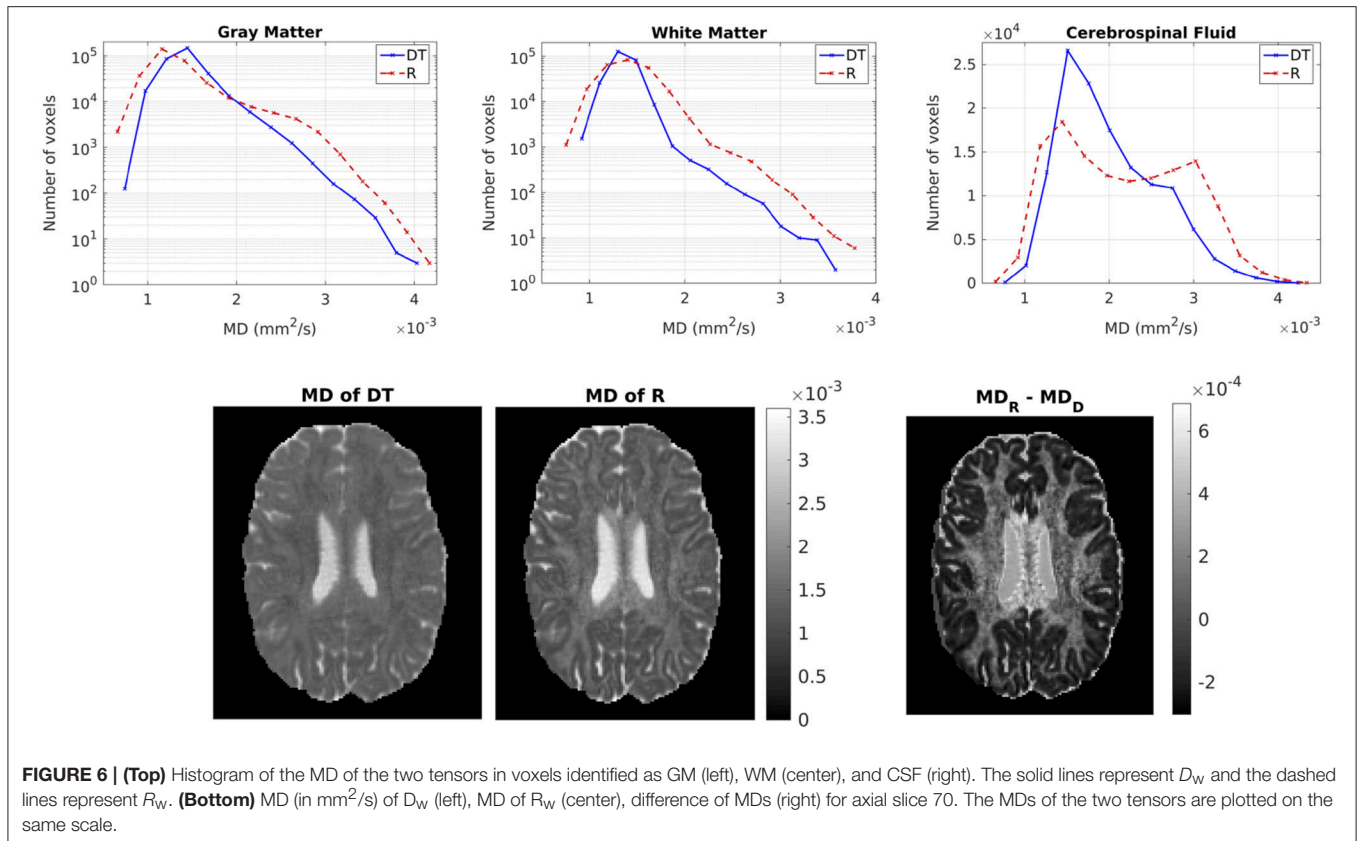 Gray Matter
DT
R
Number of voxels
10^5
10^4
10^3
10^2
10^1
10^0
1 2 3 4
×10^-3
MD (mm^2/s)
White Matter
DT
R
Number of voxels
10^5
10^4
10^3
10^2
10^1
10^0
1 2 3 4
×10^-3
MD (mm^2/s)
×10^4
Cerebrospinal Fluid
DT
R
Number of voxels
2.5
2
1.5
1
0.5
0
1 2 3 4
×10^-3
MD (mm^2/s)
MD of DT
MD of R
×10^-3
3.5
3
2.5
2
1.5
1
0.5
0
MD_R - MD_D
×10^-4
6
4
2
0
-2
FIGURE 6 | (Top) Histogram of the MD of the two tensors in voxels identified as GM (left), WM (center), and CSF (right). The solid lines represent D_W and the dashed
lines represent R_W. (Bottom) MD (in mm^2/s) of D_W (left), MD of R_W (center), difference of MDs (right) for axial slice 70. The MDs of the two tensors are plotted on the
same scale.